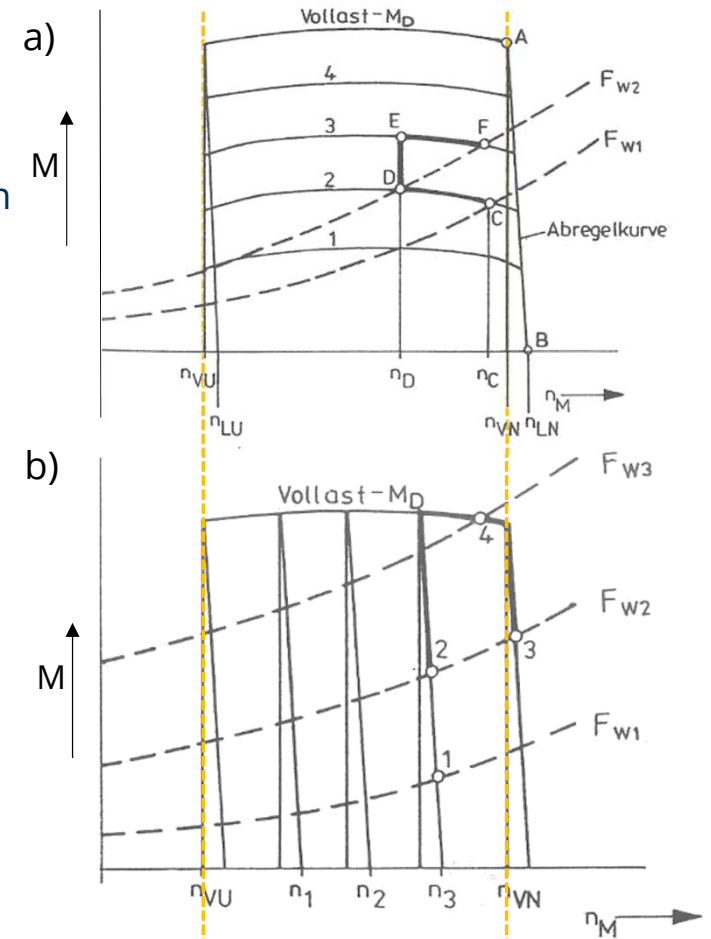 a)
Vollast-M_D
A
F_W2
4
E
3
F
F_W1
M
D
2
C
n
1
Abregelkurve
B
n_VU
n_D
n_C
n_M
n_LU
n_VN n_LN
b)
F_W3
Vollast-M_D
4
F_W2
M
2
3
F_W1
1
n_VU
n_1
n_2
n_3
n_VN
n_M